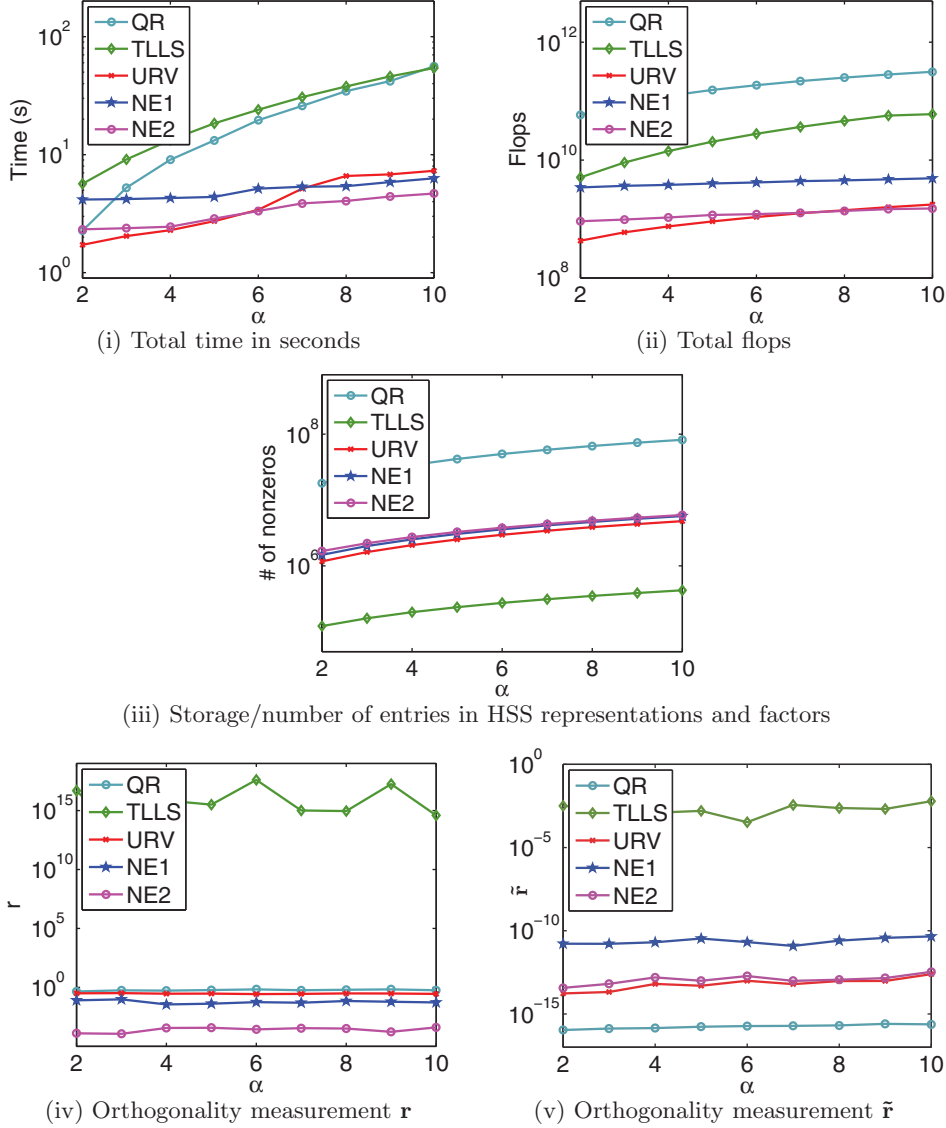 10^2
10^1
10^0
Time (s)
QR
TLLS
URV
NE1
NE2
2 4 6 8 10
α
(i) Total time in seconds
10^12
10^10
10^8
Flops
QR
TLLS
URV
NE1
NE2
2 4 6 8 10
α
(ii) Total flops
10^8
10^6
# of nonzeros
QR
TLLS
URV
NE1
NE2
2 4 6 8 10
α
(iii) Storage/number of entries in HSS representations and factors
10^15
10^10
10^5
10^0
r
QR
TLLS
URV
NE1
NE2
2 4 6 8 10
α
(iv) Orthogonality measurement r
10^0
10^−5
10^−10
10^−15
r̃
QR
TLLS
URV
NE1
NE2
2 4 6 8 10
α
(v) Orthogonality measurement r̃